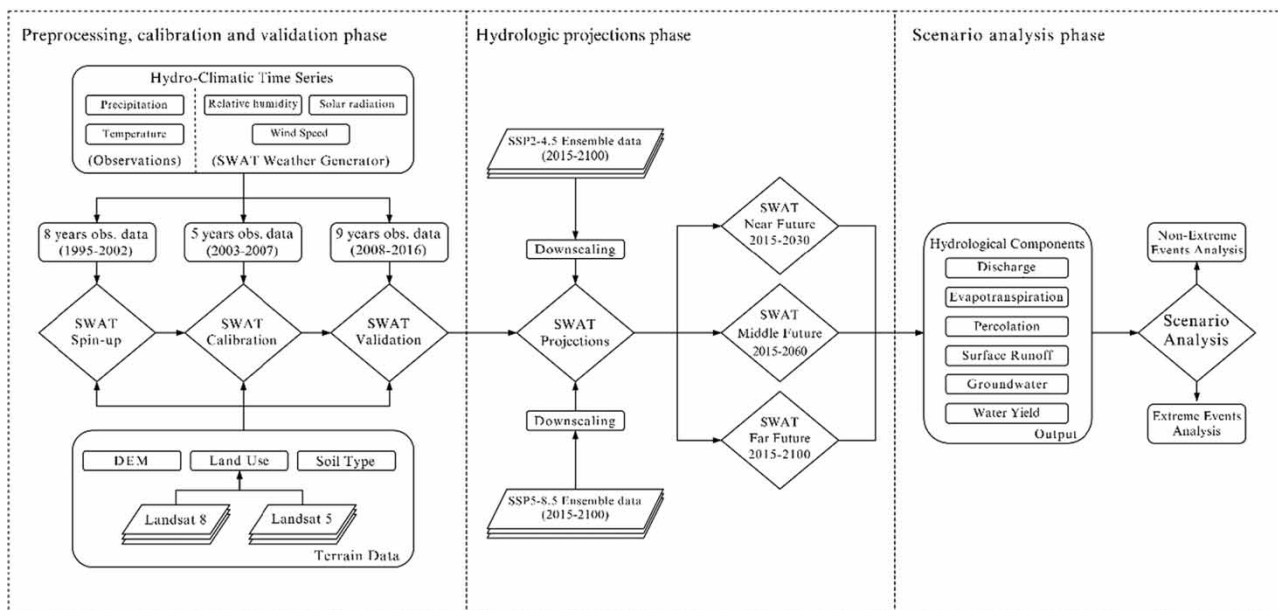 Preprocessing, calibration and validation phase
Hydro-Climatic Time Series
Precipitation
Relative humidity
Solar radiation
Temperature
Wind Speed
(Observations)
(SWAT Weather Generator)
8 years obs. data
(1995-2002)
5 years obs. data
(2003-2007)
9 years obs. data
(2008-2016)
SWAT
Spin-up
SWAT
Calibration
SWAT
Validation
DEM
Land Use
Soil Type
Landsat 8
Landsat 5
Terrain Data
Hydrologic projections phase
SSP2-4.5 Ensemble data
(2015-2100)
Downscaling
SWAT
Projections
Downscaling
SSP5-8.5 Ensemble data
(2015-2100)
SWAT
Near Future
2015-2030
SWAT
Middle Future
2015-2060
SWAT
Far Future
2015-2100
Scenario analysis phase
Hydrological Components
Discharge
Evapotranspiration
Percolation
Surface Runoff
Groundwater
Water Yield
Output
Non-Extreme
Events Analysis
Scenario
Analysis
Extreme Events
Analysis